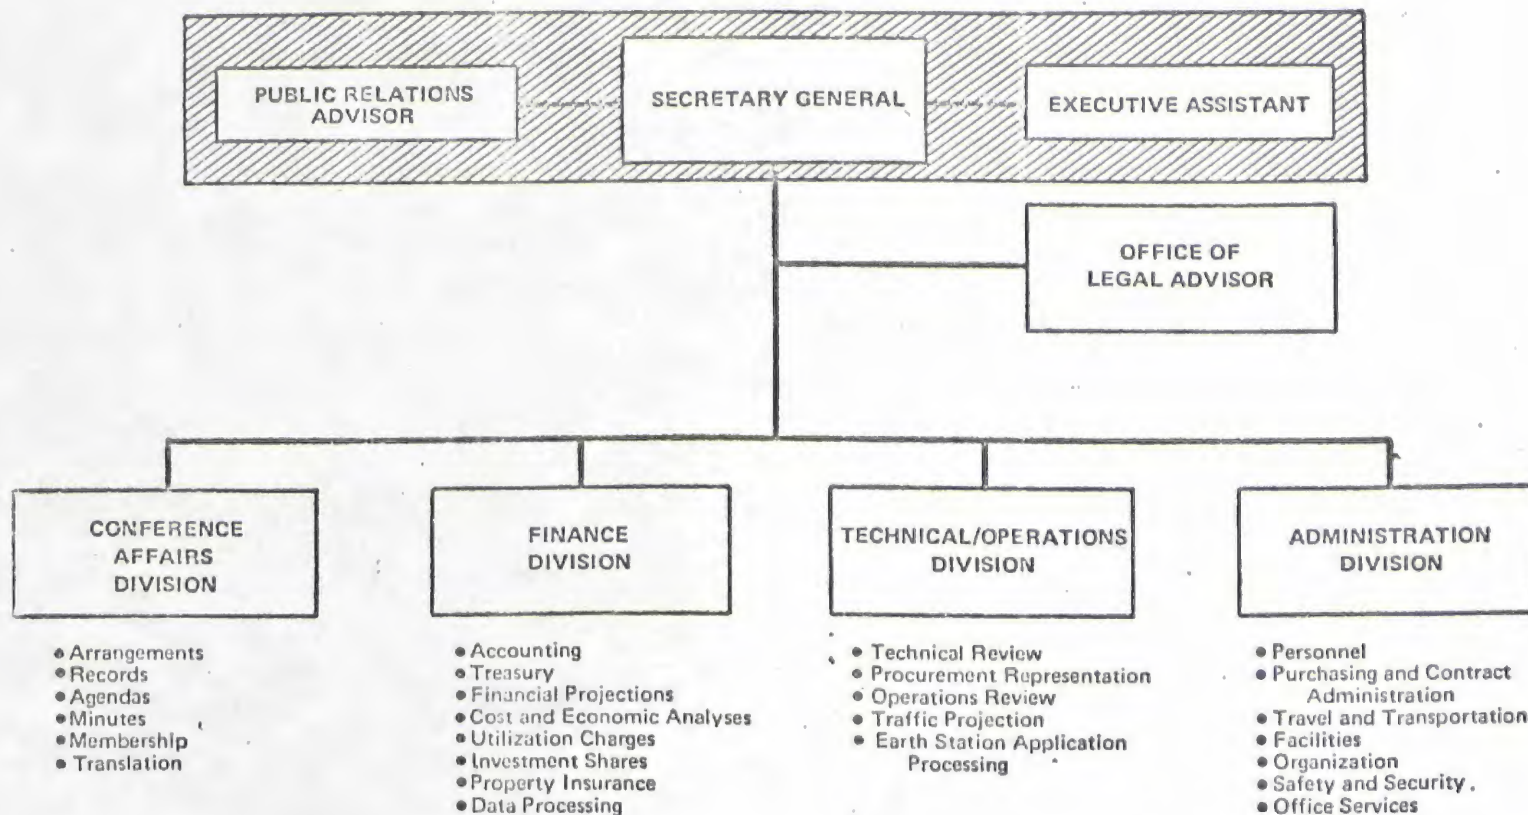 PUBLIC RELATIONS
ADVISOR
SECRETARY GENERAL
EXECUTIVE ASSISTANT
OFFICE OF
LEGAL ADVISOR
CONFERENCE
AFFAIRS
DIVISION
• Arrangements
• Records
• Agendas
• Minutes
• Membership
• Translation
FINANCE
DIVISION
• Accounting
• Treasury
• Financial Projections
• Cost and Economic Analyses
• Utilization Charges
• Investment Shares
• Property Insurance
• Data Processing
TECHNICAL/OPERATIONS
DIVISION
• Technical Review
• Procurement Representation
• Operations Review
• Traffic Projection
• Earth Station Application
Processing
ADMINISTRATION
DIVISION
• Personnel
• Purchasing and Contract
Administration
• Travel and Transportation
• Facilities
• Organization
• Safety and Security
• Office Services